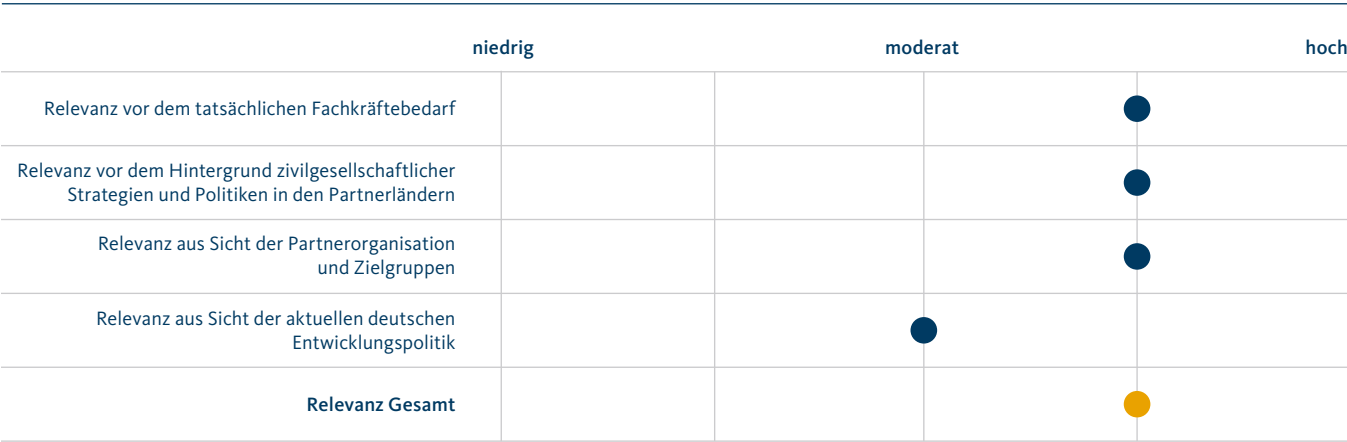 niedrig moderat hoch
Relevanz vor dem tatsächlichen Fachkräftebedarf
Relevanz vor dem Hintergrund zivilgesellschaftlicher
Strategien und Politiken in den Partnerländern
Relevanz aus Sicht der Partnerorganisation
und Zielgruppen
Relevanz aus Sicht der aktuellen deutschen
Entwicklungspolitik
Relevanz Gesamt